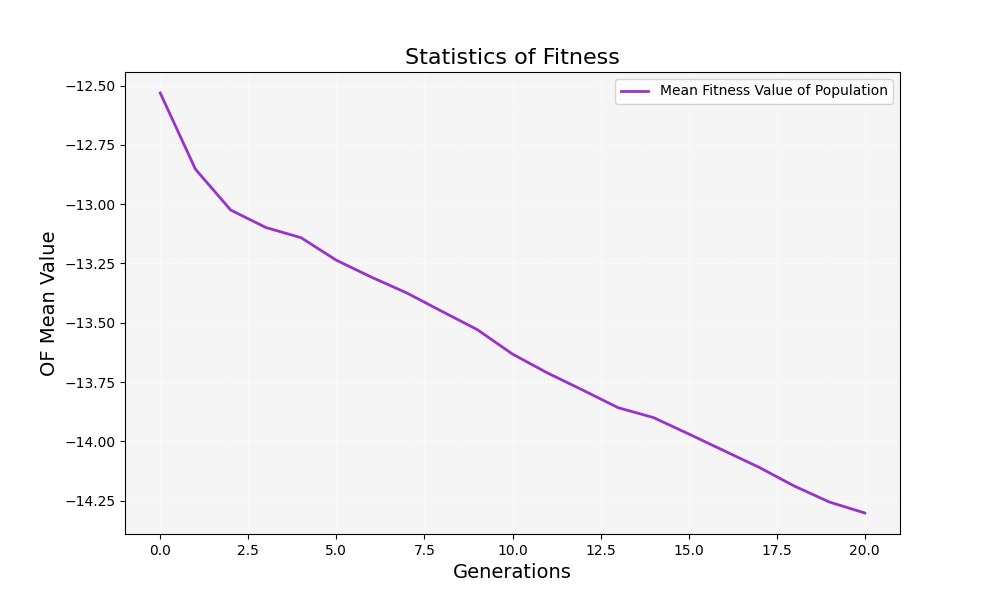 Statistics of Fitness
Mean Fitness Value of Population
OF Mean Value
−12.50
−12.75
−13.00
−13.25
−13.50
−13.75
−14.00
−14.25
0.0 2.5 5.0 7.5 10.0 12.5 15.0 17.5 20.0
Generations